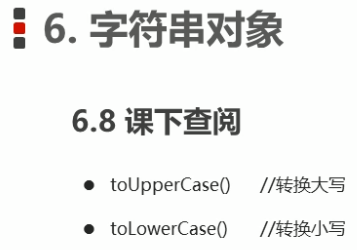 6. 字符串对象
6.8 课下查阅
● toUpperCase() //转换大写
● toLowerCase() //转换小写